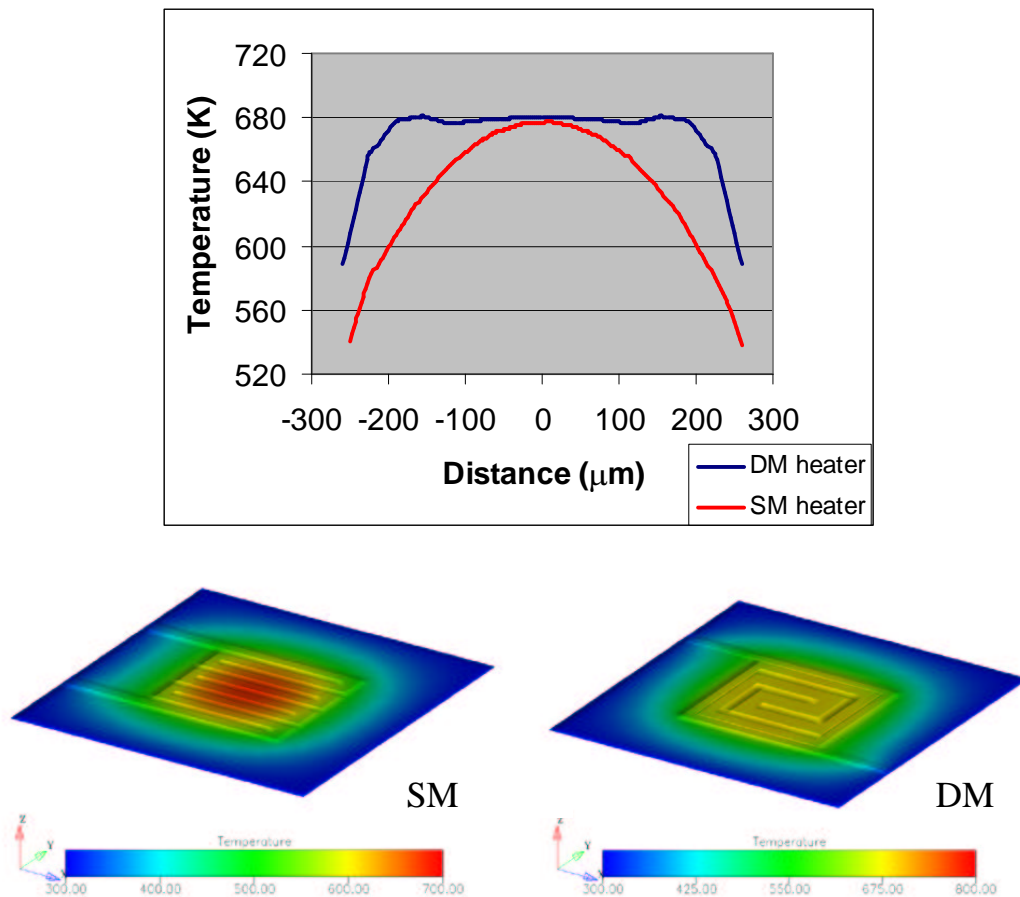 720
680
640
600
560
520
Temperature (K)
-300 -200 -100 0 100 200 300
Distance (μm)
DM heater
SM heater
SM
DM
Z
Y
Temperature
300.00 400.00 500.00 600.00 700.00
Z
Y
Temperature
300.00 425.00 550.00 675.00 800.00